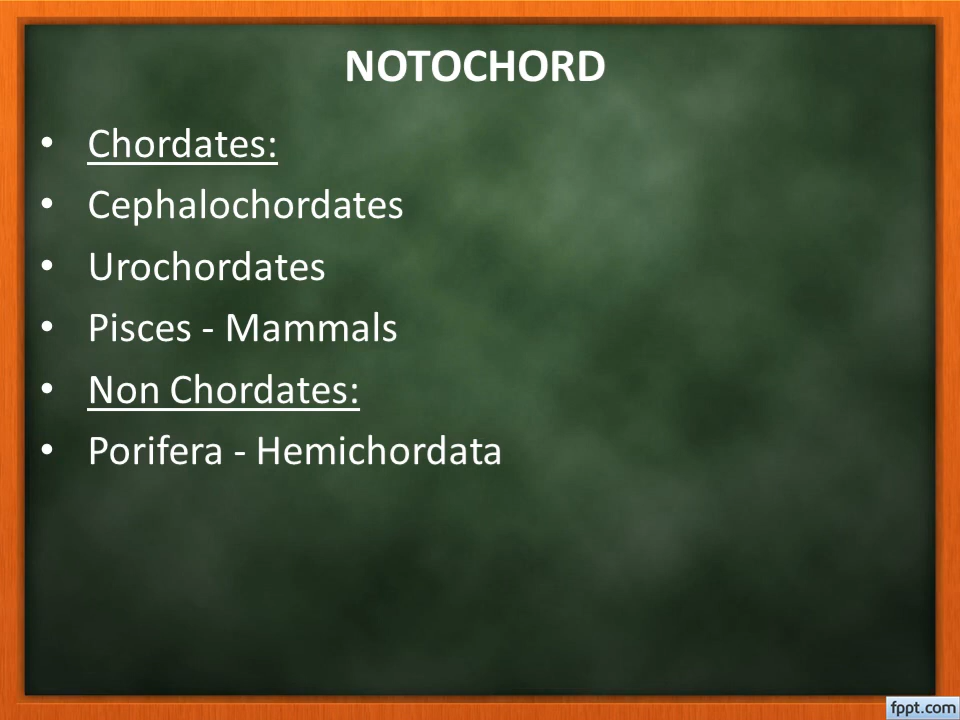 NOTOCHORD
• Chordates:
• Cephalochordates
• Urochordates
• Pisces - Mammals
• Non Chordates:
• Porifera - Hemichordata
fppt.com